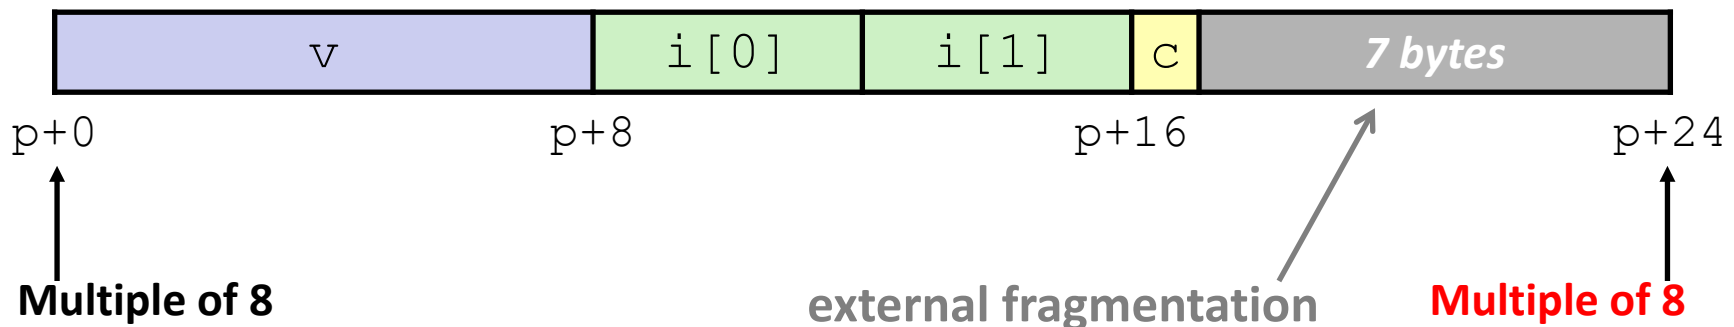 v i[0] i[1] c 7 bytes
p+0 p+8 p+16 p+24
Multiple of 8 external fragmentation Multiple of 8